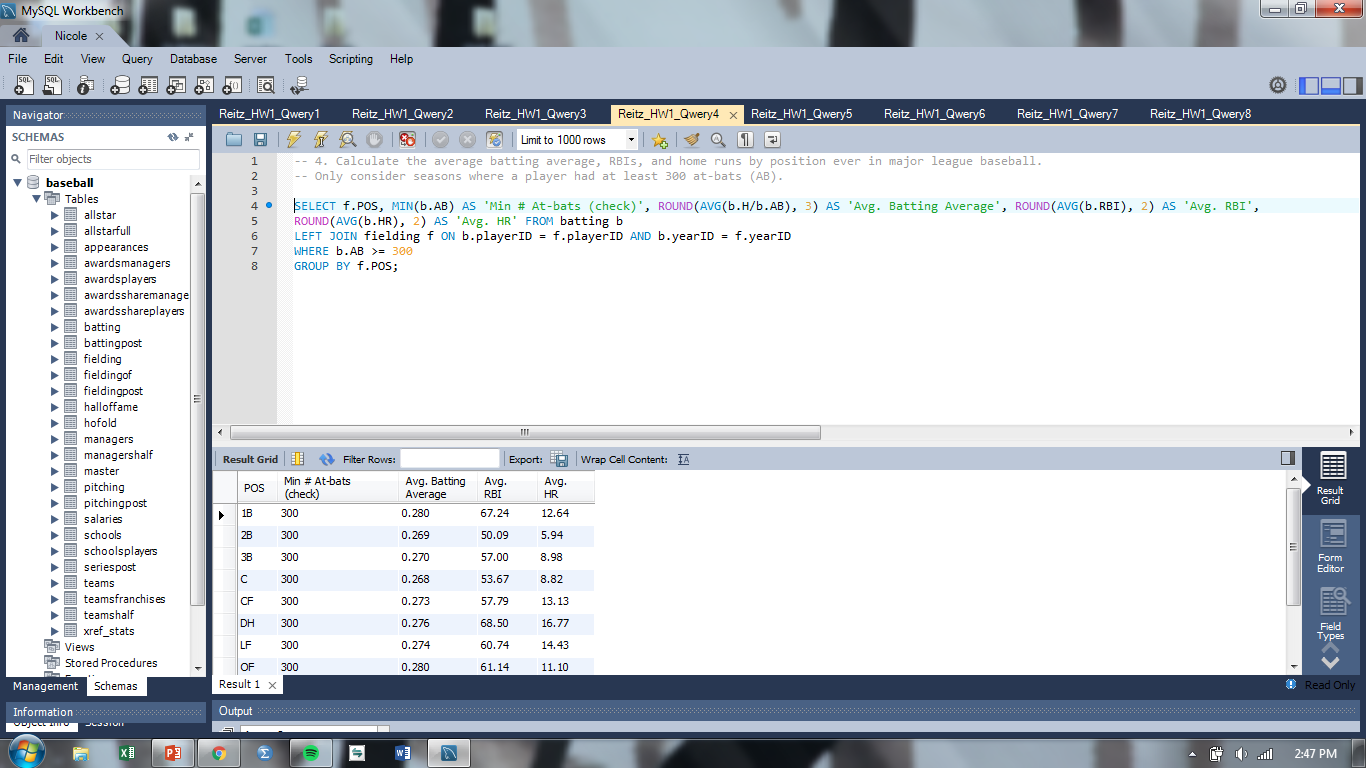 MySQL Workbench
Nicole
File Edit View Query Database Server Tools Scripting Help
Navigator
SCHEMAS
Filter objects
baseball
Tables
allstar
allstarfull
appearances
awardsmanagers
awardsplayers
awardssharemanage
awardsshareplayers
batting
battingpost
fielding
fieldingof
fieldingpost
halloffame
hofold
managers
managershalf
master
pitching
pitchingpost
salaries
schools
schoolsplayers
seriespost
teams
teamsfranchises
teamshalf
xref_stats
Views
Stored Procedures
Management Schemas
Information
Object Info Session
Reitz_HW1_Qwery1 Reitz_HW1_Qwery2 Reitz_HW1_Qwery3 Reitz_HW1_Qwery4 Reitz_HW1_Qwery5 Reitz_HW1_Qwery6 Reitz_HW1_Qwery7 Reitz_HW1_Qwery8
Limit to 1000 rows
1 -- 4. Calculate the average batting average, RBIs, and home runs by position ever in major league baseball.
2 -- Only consider seasons where a player had at least 300 at-bats (AB).
3
4 SELECT f.POS, MIN(b.AB) AS 'Min # At-bats (check)', ROUND(AVG(b.H/b.AB), 3) AS 'Avg. Batting Average', ROUND(AVG(b.RBI), 2) AS 'Avg. RBI',
5 ROUND(AVG(b.HR), 2) AS 'Avg. HR' FROM batting b
6 LEFT JOIN fielding f ON b.playerID = f.playerID AND b.yearID = f.yearID
7 WHERE b.AB >= 300
8 GROUP BY f.POS;
Result Grid Filter Rows: Export: Wrap Cell Content:
POS Min # At-bats (check) Avg. Batting Average Avg. RBI Avg. HR
1B 300 0.280 67.24 12.64
2B 300 0.269 50.09 5.94
3B 300 0.270 57.00 8.98
C 300 0.268 53.67 8.82
CF 300 0.273 57.79 13.13
DH 300 0.276 68.50 16.77
LF 300 0.274 60.74 14.43
OF 300 0.280 61.14 11.10
Result Grid
Form Editor
Field Types
Result 1
Read Only
Output
2:47 PM